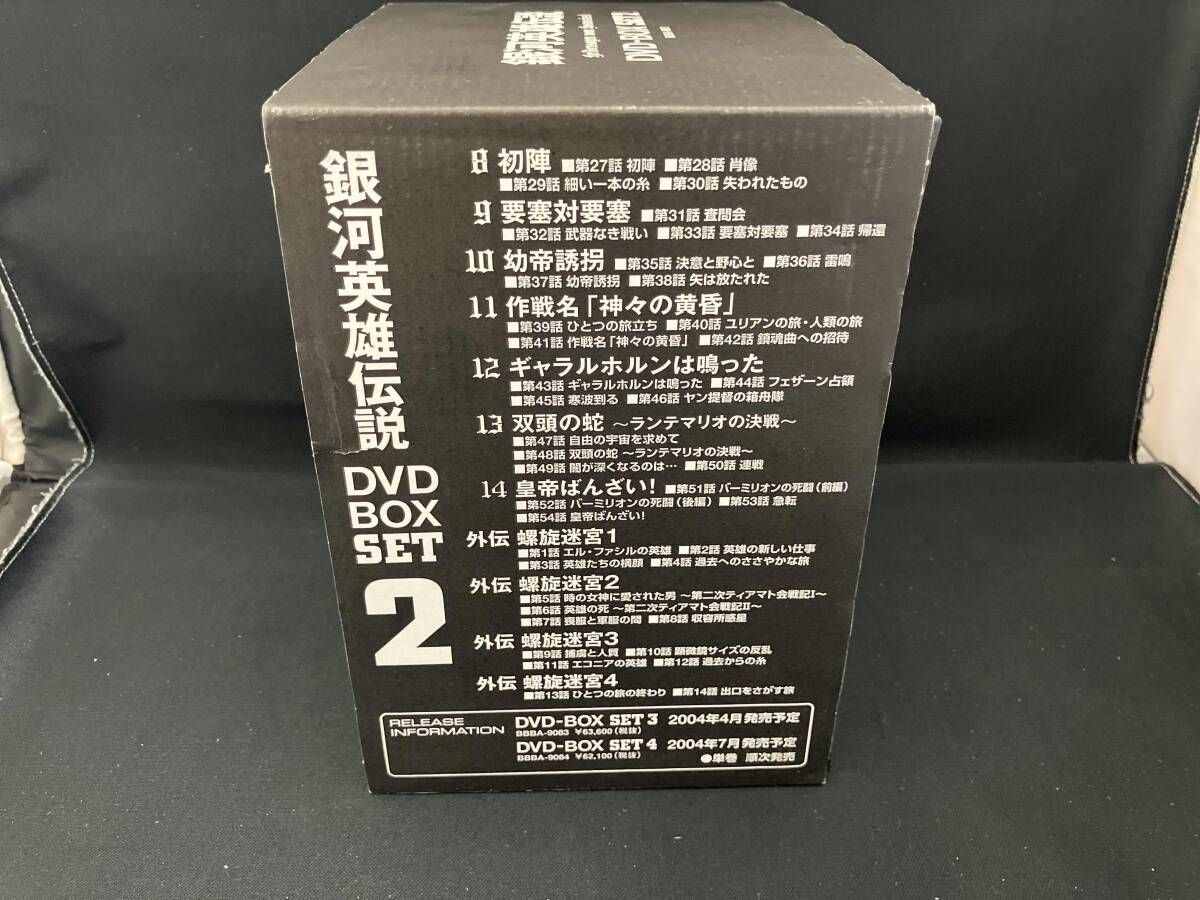 銀河英雄伝説
DVD-BOX SET 2
銀河英雄伝説
DVD
BOX
SET
2
8 初陣 ■第27話 初陣 ■第28話 肖像
■第29話 細い一本の糸 ■第30話 失われたもの
9 要塞対要塞 ■第31話 査問会
■第32話 武器なき戦い ■第33話 要塞対要塞 ■第34話 帰還
10 幼帝誘拐 ■第35話 決意と野心と ■第36話 雷鳴
■第37話 幼帝誘拐 ■第38話 矢は放たれた
11 作戦名「神々の黄昏」
■第39話 ひとつの旅立ち ■第40話 ユリアンの旅・人類の旅
■第41話 作戦名「神々の黄昏」 ■第42話 鎮魂曲への招待
12 ギャラルホルンは鳴った
■第43話 ギャラルホルンは鳴った ■第44話 フェザーン占領
■第45話 寒波到る ■第46話 ヤン提督の箱舟隊
13 双頭の蛇 〜ランテマリオの決戦〜
■第47話 自由の宇宙を求めて
■第48話 双頭の蛇 〜ランテマリオの決戦〜
■第49話 闇が深くなるのは… ■第50話 連戦
14 皇帝ばんざい! ■第51話 バーミリオンの死闘(前編)
■第52話 バーミリオンの死闘(後編) ■第53話 急転
■第54話 皇帝ばんざい!
外伝 螺旋迷宮1
■第1話 エル・ファシルの英雄 ■第2話 英雄の新しい仕事
■第3話 英雄たちの横顔 ■第4話 過去へのささやかな旅
外伝 螺旋迷宮2
■第5話 時の女神に愛された男 〜第二次ティアマト会戦記I〜
■第6話 英雄の死 〜第二次ティアマト会戦記II〜
■第7話 喪服と軍服の間 ■第8話 収容所惑星
外伝 螺旋迷宮3
■第9話 捕虜と人質 ■第10話 顕微鏡サイズの反乱
■第11話 エコニアの英雄 ■第12話 過去からの糸
外伝 螺旋迷宮4
■第13話 ひとつの旅の終わり ■第14話 出口をさがす旅
RELEASE
INFORMATION
DVD-BOX SET 3 2004年4月発売予定
BBBA-9083 ¥63,600(税抜)
DVD-BOX SET 4 2004年7月発売予定
BBBA-9084 ¥62,100(税抜) ●単巻 順次発売